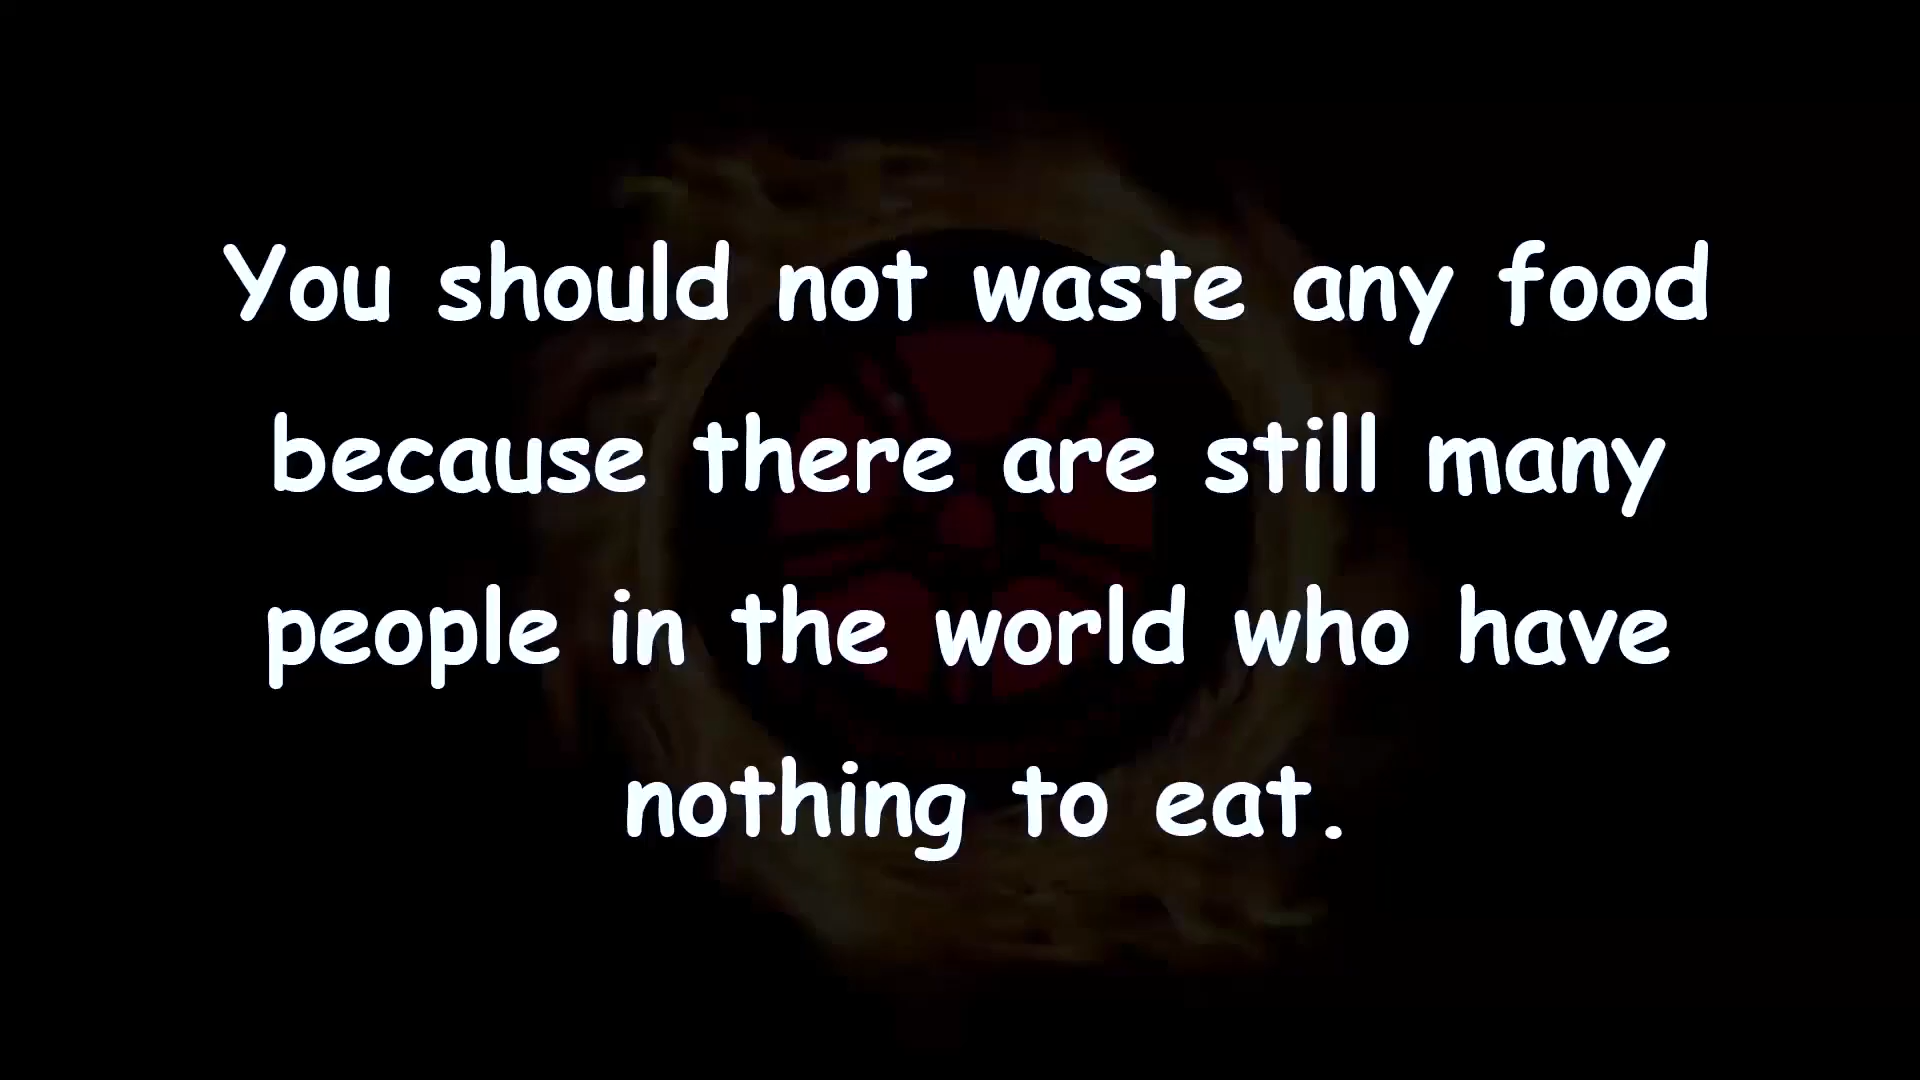 You should not waste any food
because there are still many
people in the world who have
nothing to eat.